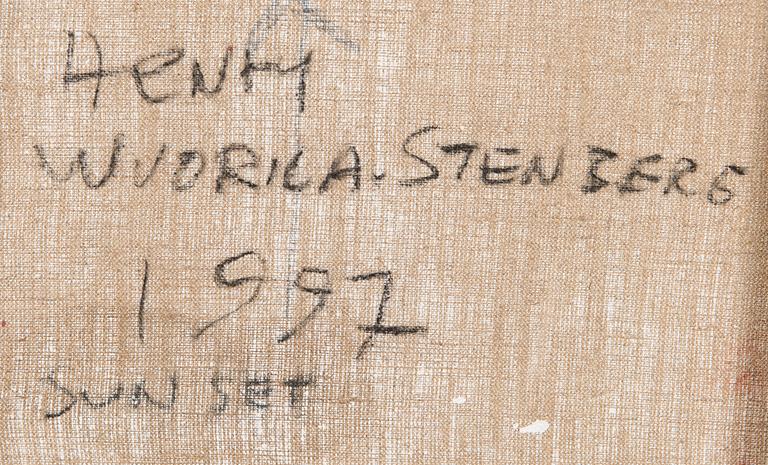 Henry
WUORILA-STENBERG
1997
SUNSET